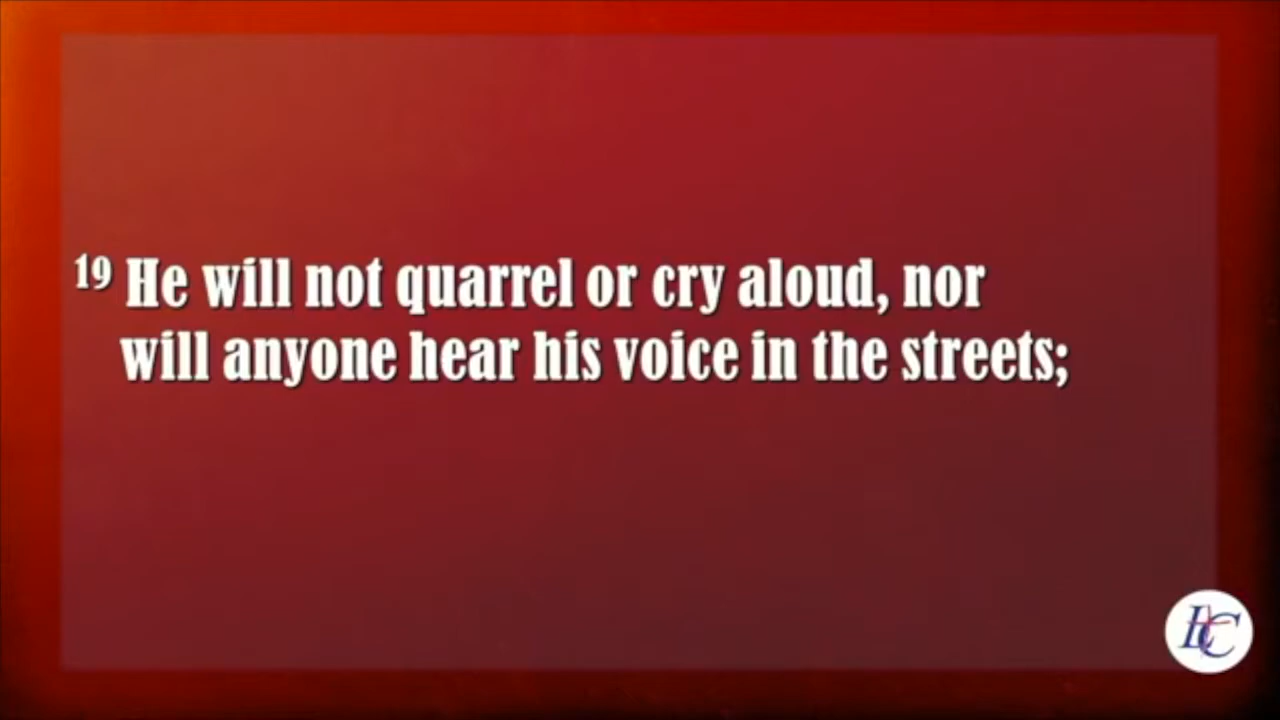 19 He will not quarrel or cry aloud, nor
will anyone hear his voice in the streets;